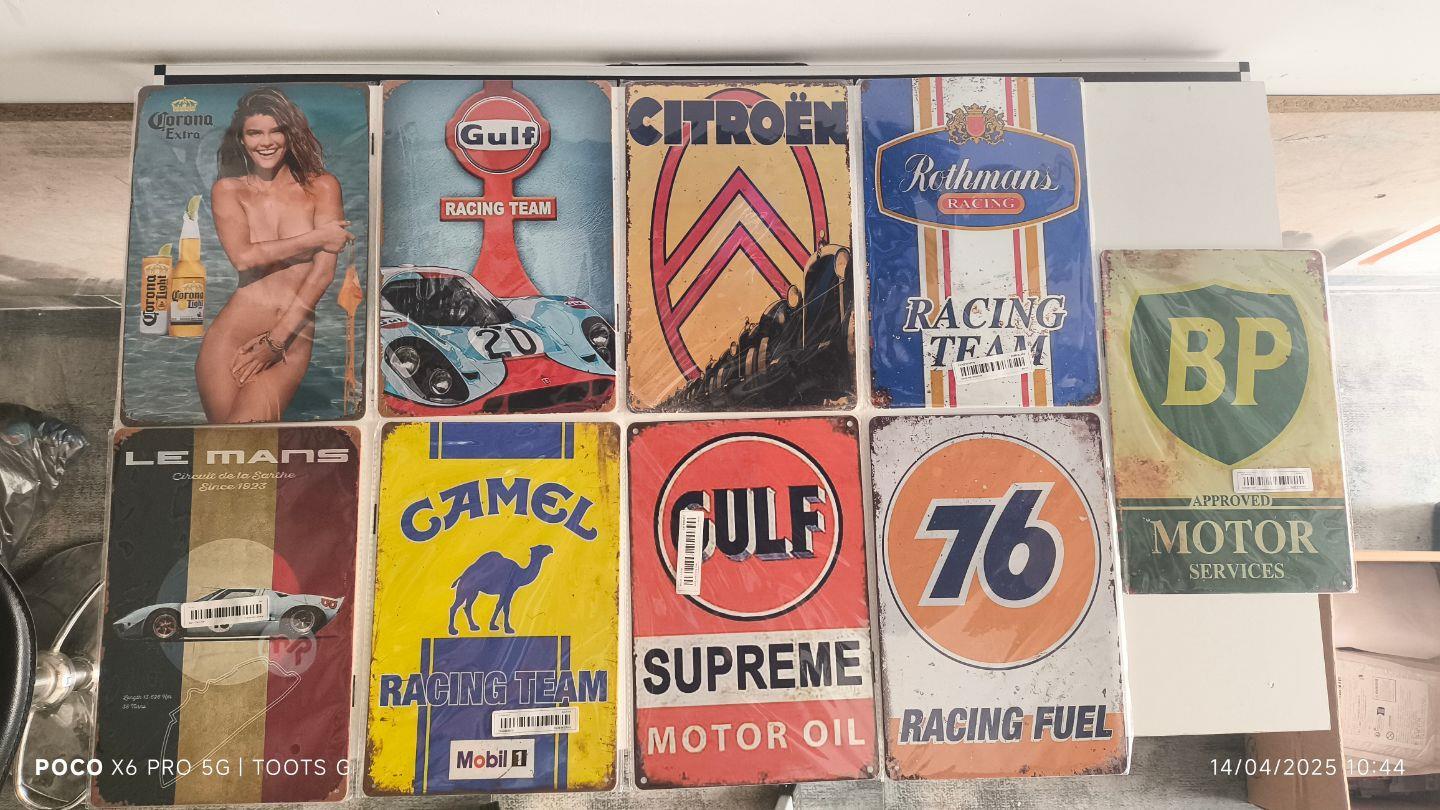 Corona
Extra
Corona
Light
Corona
Light
Gulf
RACING TEAM
20
CITROËN
Rothmans
RACING
RACING
TEAM
BP
APPROVED
MOTOR
SERVICES
LE MANS
Circuit de la Sarthe
Since 1923
CAMEL
RACING TEAM
Mobil 1
GULF
SUPREME
MOTOR OIL
76
RACING FUEL
POCO X6 PRO 5G | TOOTS G
14/04/2025 10:44